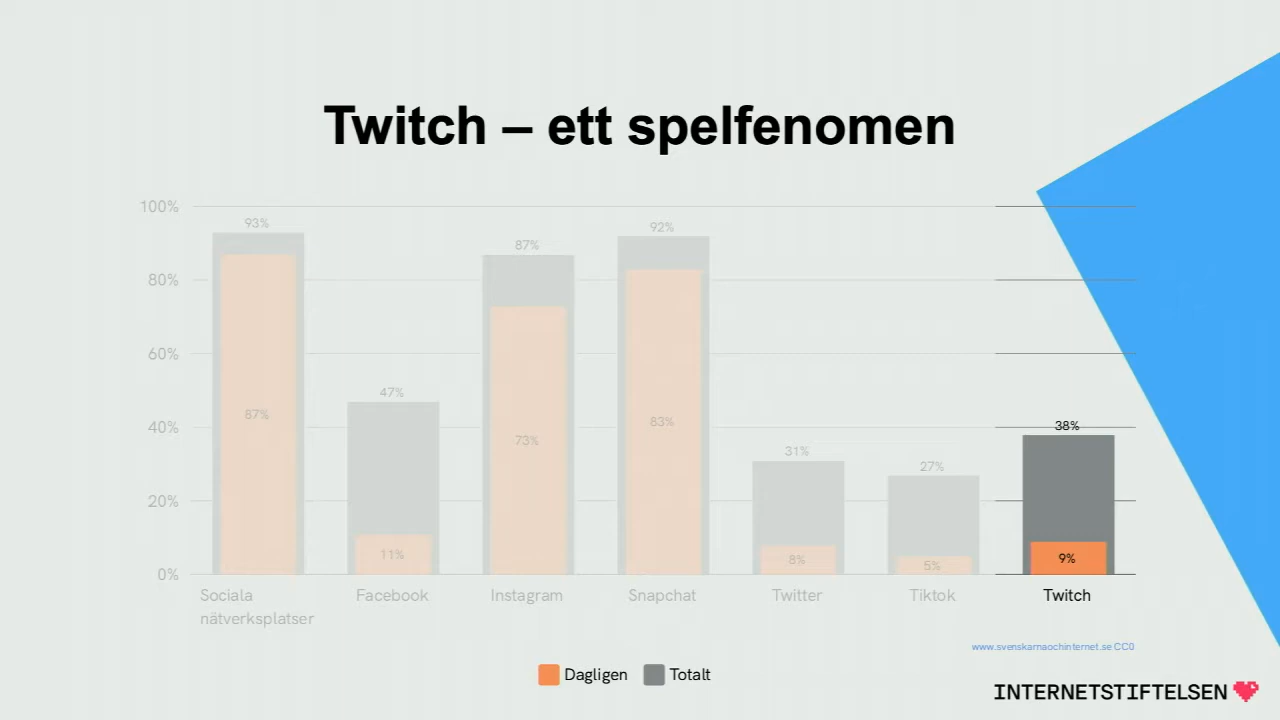 Twitch – ett spelfenomen
100%
80%
60%
40%
20%
0%
93%
87%
47%
11%
87%
73%
92%
83%
31%
8%
27%
5%
38%
9%
Sociala
nätverksplatser
Facebook
Instagram
Snapchat
Twitter
Tiktok
Twitch
www.svenskarnaochinternet.se CC0
Dagligen
Totalt
INTERNETSTIFTELSEN